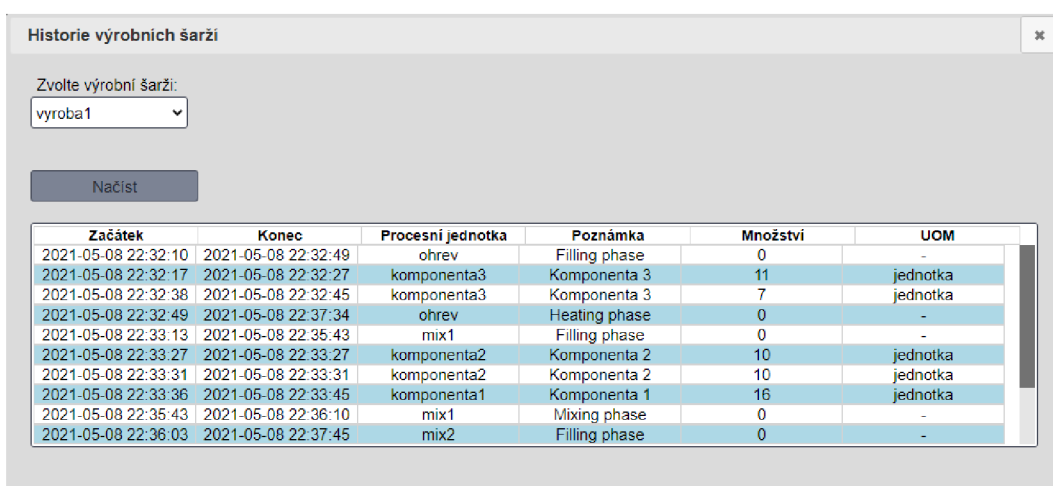 Historie výrobních šarží
Zvolte výrobní šarži:
vyroba1
Načíst
Začátek Konec Procesní jednotka Poznámka Množství UOM
2021-05-08 22:32:10 2021-05-08 22:32:49 ohrev Filling phase 0 -
2021-05-08 22:32:17 2021-05-08 22:32:27 komponenta3 Komponenta 3 11 jednotka
2021-05-08 22:32:38 2021-05-08 22:32:45 komponenta3 Komponenta 3 7 jednotka
2021-05-08 22:32:49 2021-05-08 22:37:34 ohrev Heating phase 0 -
2021-05-08 22:33:13 2021-05-08 22:35:43 mix1 Filling phase 0 -
2021-05-08 22:33:27 2021-05-08 22:33:27 komponenta2 Komponenta 2 10 jednotka
2021-05-08 22:33:31 2021-05-08 22:33:31 komponenta2 Komponenta 2 10 jednotka
2021-05-08 22:33:36 2021-05-08 22:33:45 komponenta1 Komponenta 1 16 jednotka
2021-05-08 22:35:43 2021-05-08 22:36:10 mix1 Mixing phase 0 -
2021-05-08 22:36:03 2021-05-08 22:37:45 mix2 Filling phase 0 -